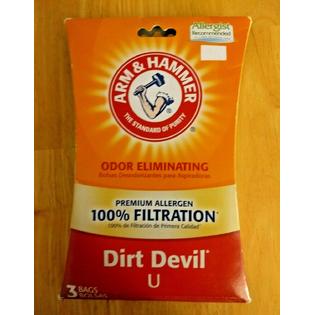 Allergist
Recommended
ARM & HAMMER
THE STANDARD OF PURITY
ODOR ELIMINATING
Bolsas Desodorizantes para Aspiradoras
PREMIUM ALLERGEN
100% FILTRATION*
100% de Filtración de Primera Calidad*
Dirt Devil®
U
3 BAGS
BOLSAS